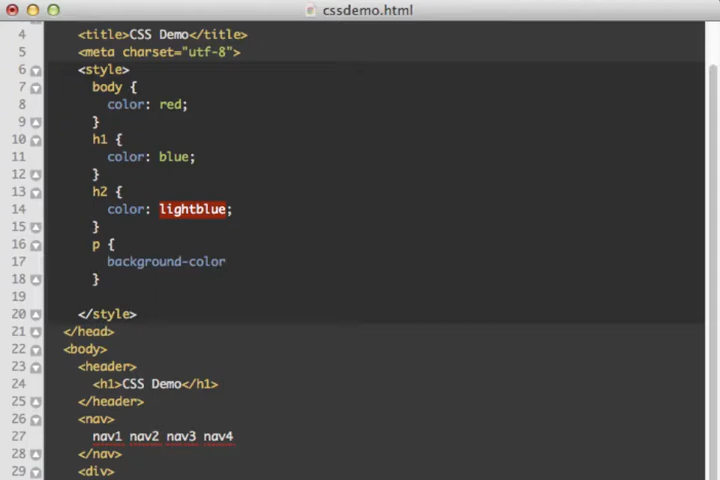 cssdemo.html
4 <title>CSS Demo</title>
5 <meta charset="utf-8">
6 <style>
7 body {
8 color: red;
9 }
10 h1 {
11 color: blue;
12 }
13 h2 {
14 color: lightblue;
15 }
16 p {
17 background-color
18 }
19
20 </style>
21 </head>
22 <body>
23 <header>
24 <h1>CSS Demo</h1>
25 </header>
26 <nav>
27 nav1 nav2 nav3 nav4
28 </nav>
29 <div>